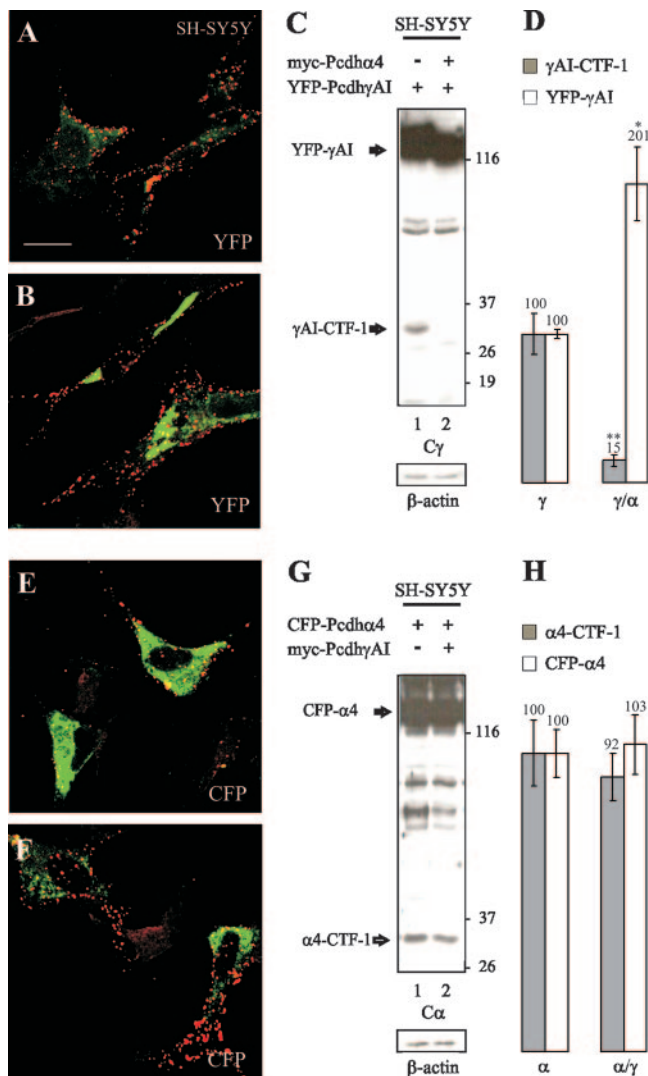 A
SH-SY5Y
YFP
B
YFP
C
SH-SY5Y
myc-Pcdhα4 - +
YFP-PcdhγAI + +
YFP-γAI
116
37
γAI-CTF-1
26
19
1 2
Cγ
β-actin
D
γAI-CTF-1
YFP-γAI
*
201
100
100
**
15
γ γ/α
E
CFP
F
CFP
G
SH-SY5Y
CFP-Pcdhα4 + +
myc-PcdhγAI - +
CFP-α4
116
37
α4-CTF-1
26
1 2
Cα
β-actin
H
α4-CTF-1
CFP-α4
100 100
92
103
α α/γ